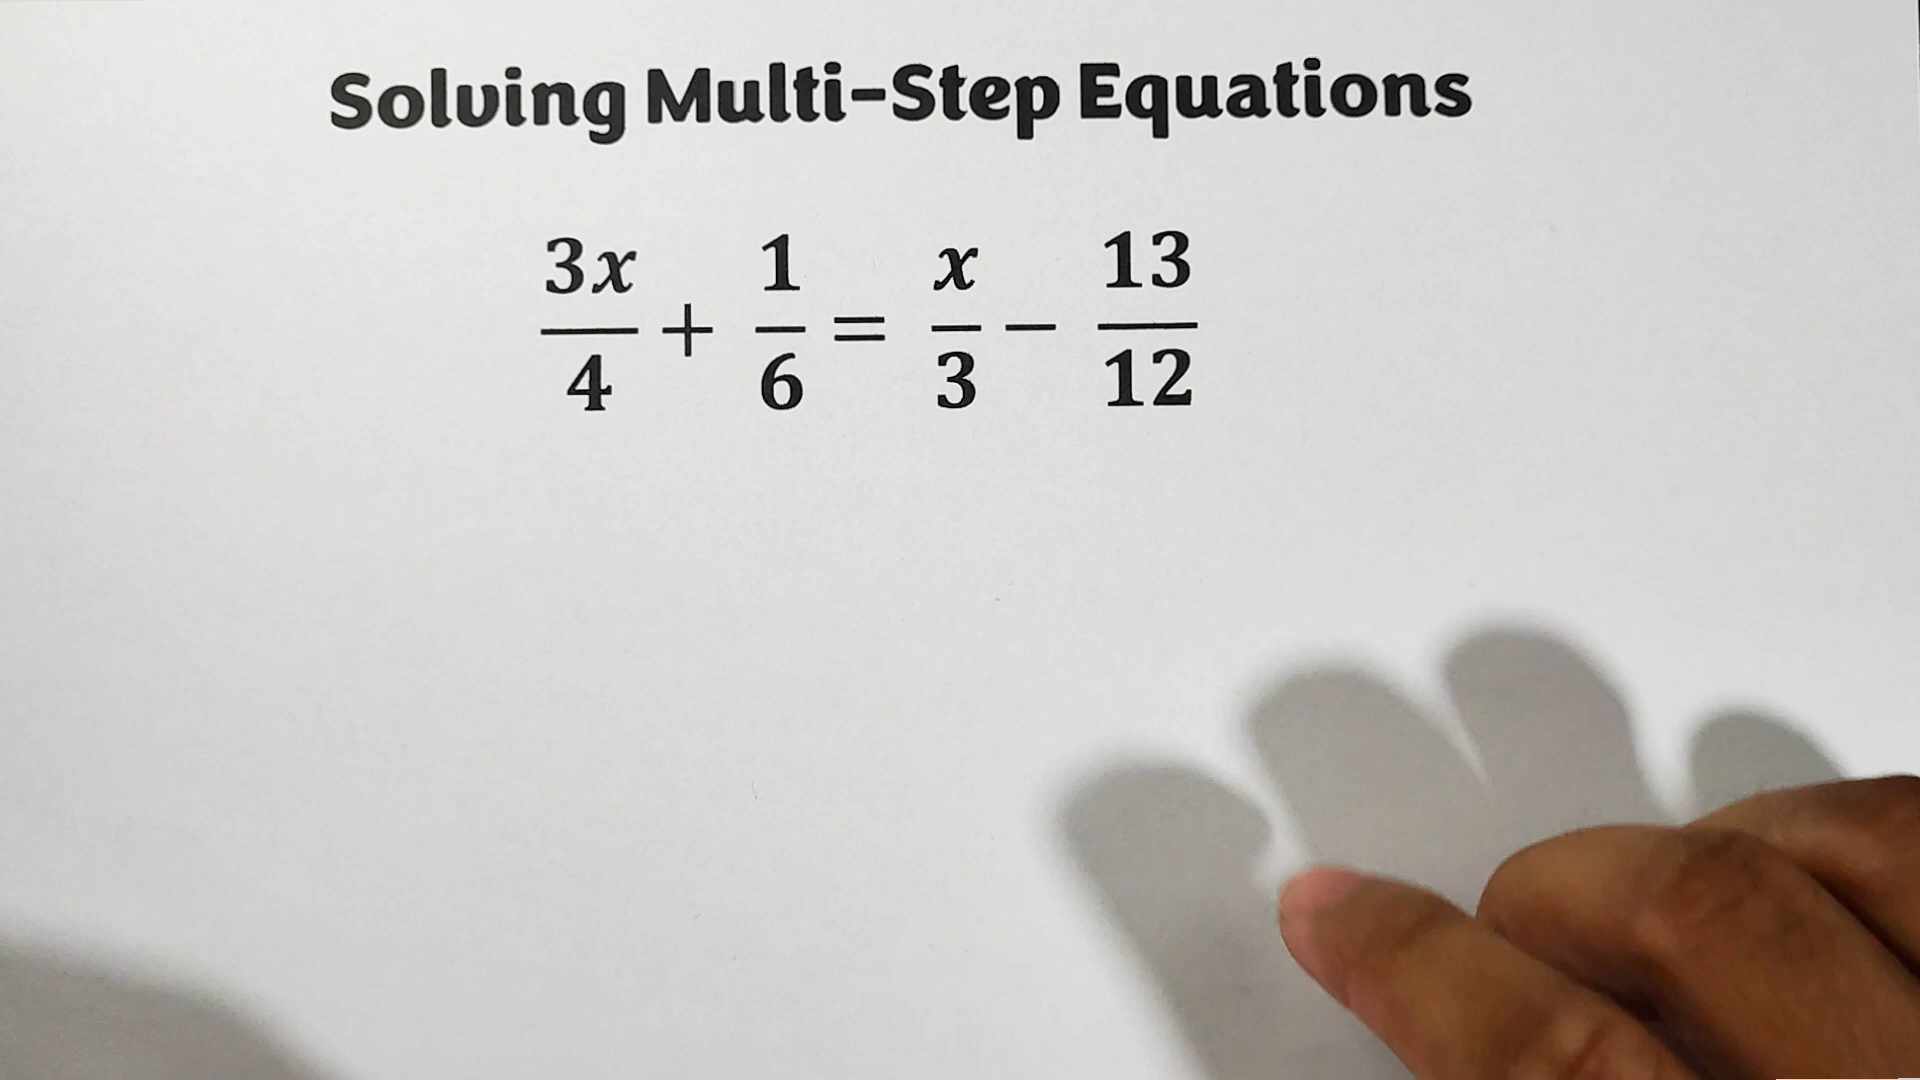 Solving Multi-Step Equations
3x/4 + 1/6 = x/3 − 13/12